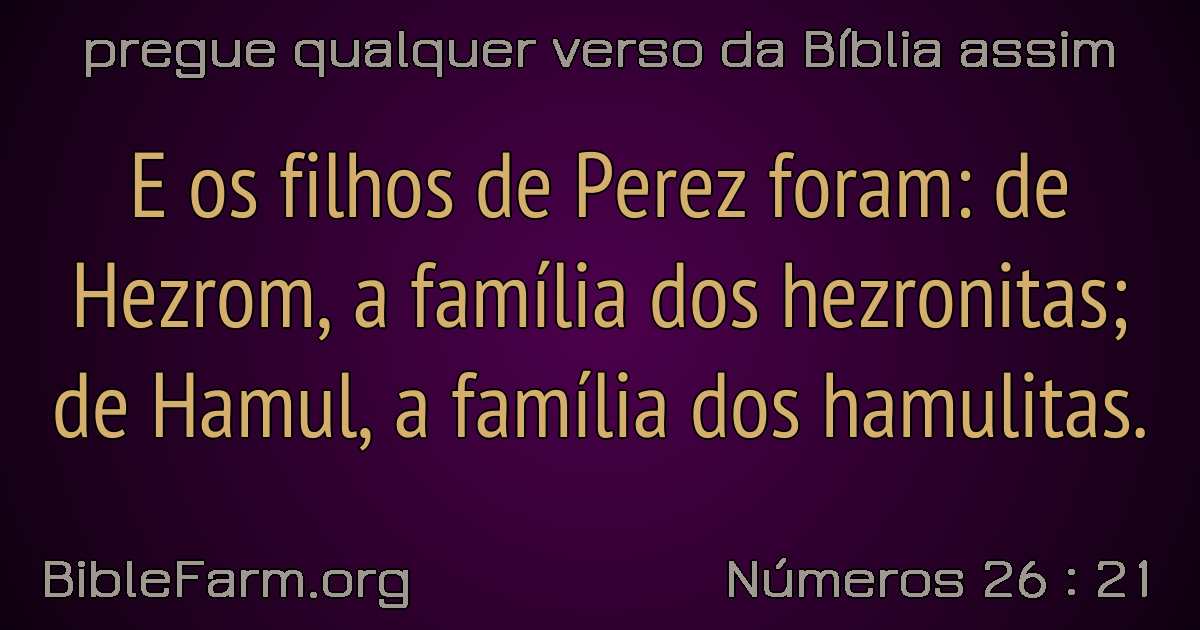 pregue qualquer verso da Bíblia assim
E os filhos de Perez foram: de
Hezrom, a família dos hezronitas;
de Hamul, a família dos hamulitas.
BibleFarm.org
Números 26 : 21